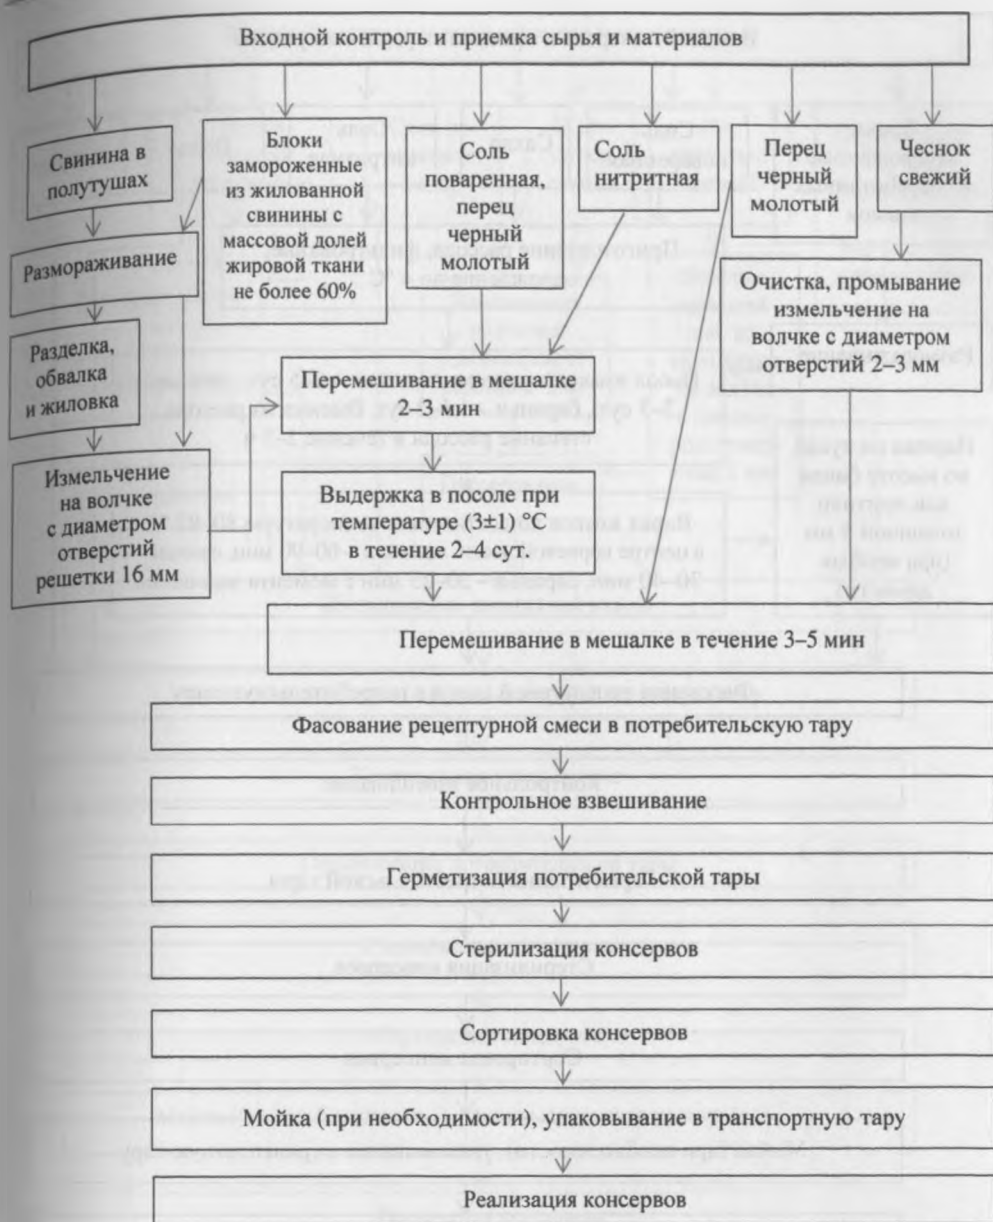 Входной контроль и приемка сырья и материалов
Свинина в
полутушах
Блоки
замороженные
из жилованной
свинины с
массовой долей
жировой ткани
не более 60%
Соль
поваренная,
перец
черный
молотый
Соль
нитритная
Перец
черный
молотый
Чеснок
свежий
Размораживание
Очистка, промывание
измельчение на
волчке с диаметром
отверстий 2–3 мм
Разделка,
обвалка
и жиловка
Перемешивание в мешалке
2–3 мин
Измельчение
на волчке
с диаметром
отверстий
решетки 16 мм
Выдержка в посоле при
температуре (3±1) °С
в течение 2–4 сут.
Перемешивание в мешалке в течение 3–5 мин
Фасование рецептурной смеси в потребительскую тару
Контрольное взвешивание
Герметизация потребительской тары
Стерилизация консервов
Сортировка консервов
Мойка (при необходимости), упаковывание в транспортную тару
Реализация консервов